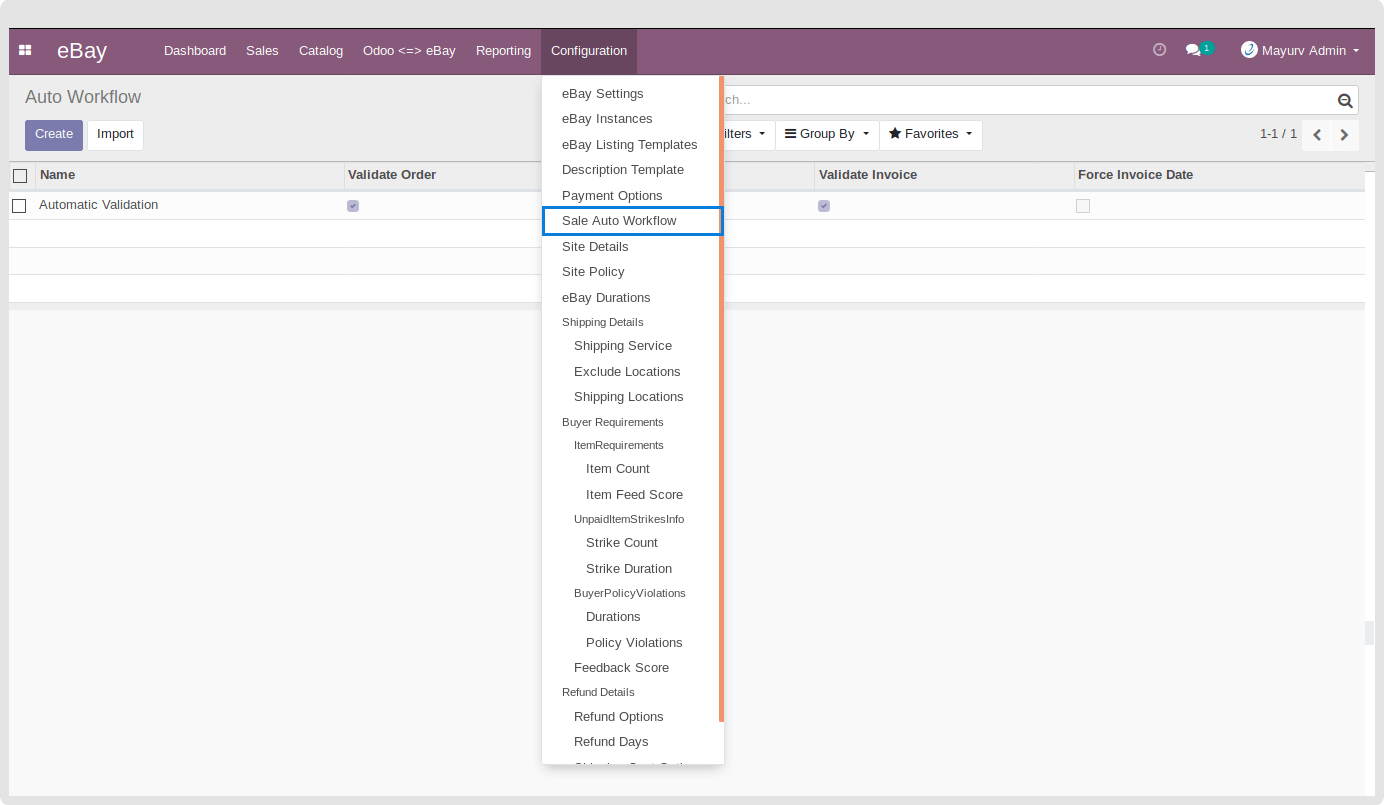 eBay Dashboard Sales Catalog Odoo <=> eBay Reporting Configuration 1 Mayurv Admin
Auto Workflow
Create Import
Group By Favorites 1-1 / 1
Name Validate Order Validate Invoice Force Invoice Date
Automatic Validation
eBay Settings
eBay Instances
eBay Listing Templates
Description Template
Payment Options
Sale Auto Workflow
Site Details
Site Policy
eBay Durations
Shipping Details
Shipping Service
Exclude Locations
Shipping Locations
Buyer Requirements
ItemRequirements
Item Count
Item Feed Score
UnpaidItemStrikesInfo
Strike Count
Strike Duration
BuyerPolicyViolations
Durations
Policy Violations
Feedback Score
Refund Details
Refund Options
Refund Days